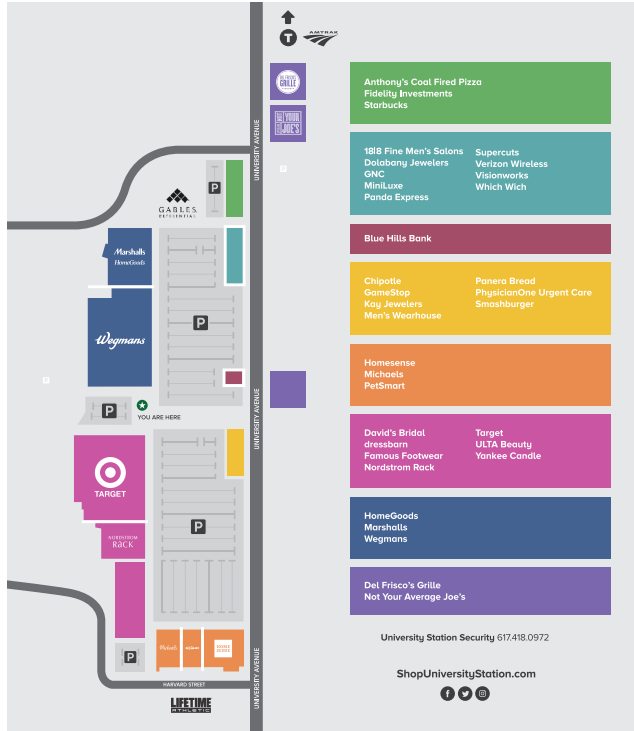 AMTRAK
T
DEL FRISCO'S
GRILLE
NOT YOUR
AVERAGE
JOE'S
UNIVERSITY AVENUE
P
GABLES
RESIDENTIAL
Marshalls
HomeGoods
P
Wegmans
P
YOU ARE HERE
UNIVERSITY AVENUE
TARGET
NORDSTROM
rack
P
Michaels
P
HARVARD STREET
UNIVERSITY AVENUE
LIFETIME
ATHLETIC
P
P
Anthony's Coal Fired Pizza
Fidelity Investments
Starbucks
18|8 Fine Men's Salons
Dolabany Jewelers
GNC
MiniLuxe
Panda Express
Supercuts
Verizon Wireless
Visionworks
Which Wich
Blue Hills Bank
Chipotle
GameStop
Kay Jewelers
Men's Wearhouse
Panera Bread
PhysicianOne Urgent Care
Smashburger
Homesense
Michaels
PetSmart
David's Bridal
dressbarn
Famous Footwear
Nordstrom Rack
Target
ULTA Beauty
Yankee Candle
HomeGoods
Marshalls
Wegmans
Del Frisco's Grille
Not Your Average Joe's
University Station Security 617.418.0972
ShopUniversityStation.com